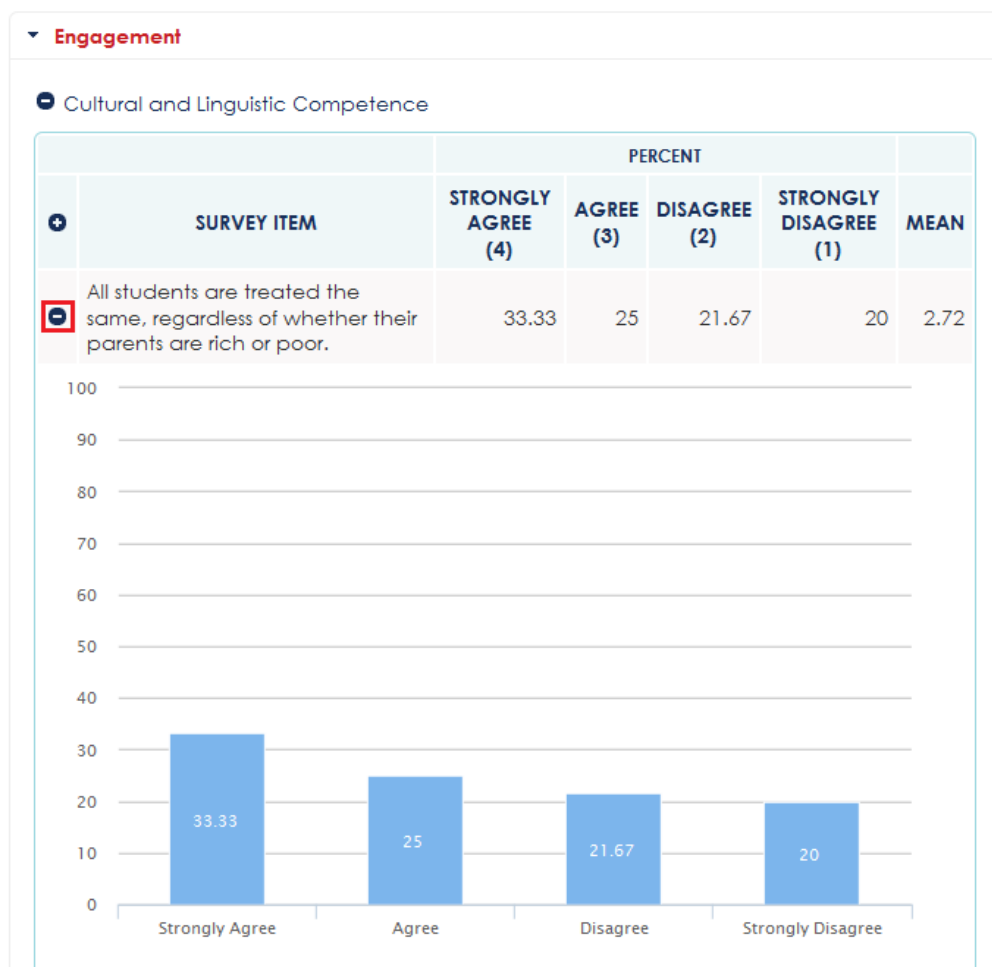 Engagement
Cultural and Linguistic Competence
PERCENT
SURVEY ITEM
STRONGLY
AGREE
(4)
AGREE
(3)
DISAGREE
(2)
STRONGLY
DISAGREE
(1)
MEAN
All students are treated the
same, regardless of whether their
parents are rich or poor.
33.33 25 21.67 20 2.72
100
90
80
70
60
50
40
30
20
10
0
33.33
25
21.67
20
Strongly Agree Agree Disagree Strongly Disagree